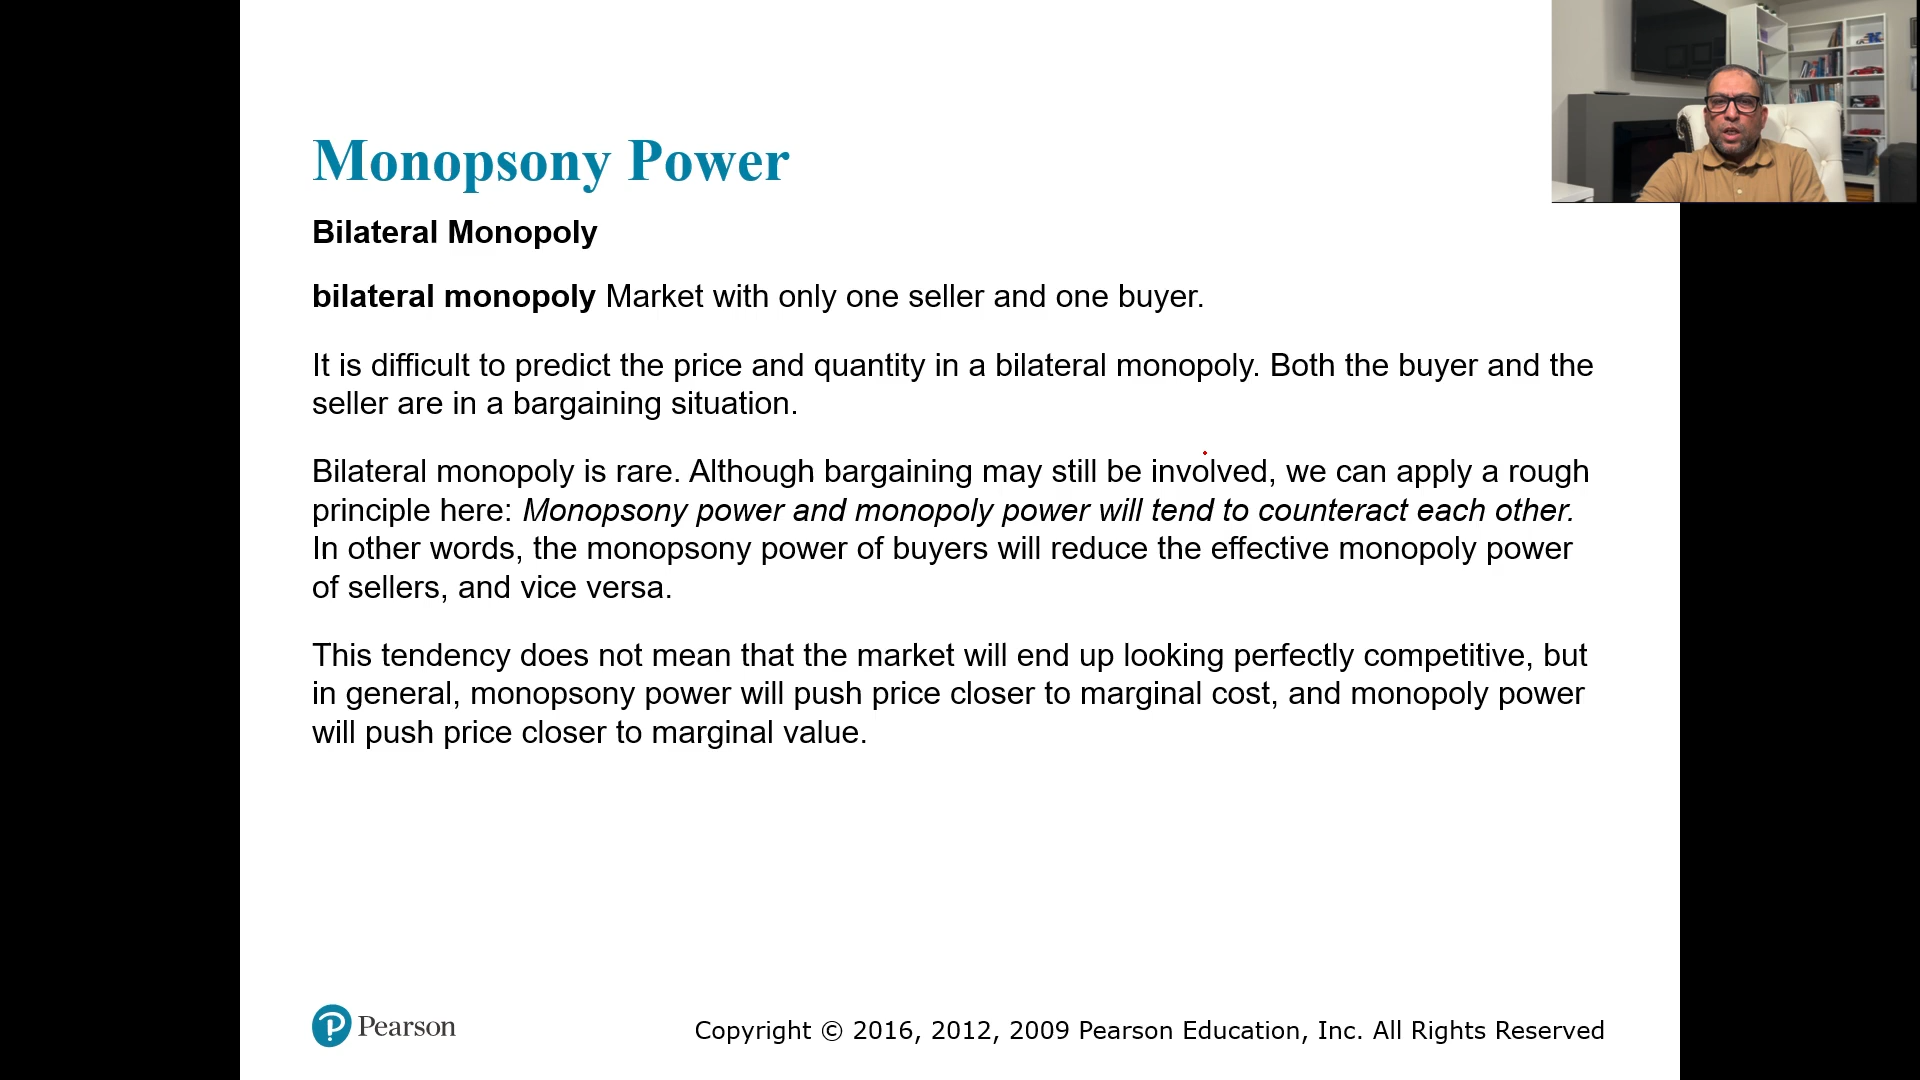 Monopsony Power
Bilateral Monopoly
bilateral monopoly Market with only one seller and one buyer.
It is difficult to predict the price and quantity in a bilateral monopoly. Both the buyer and the
seller are in a bargaining situation.
Bilateral monopoly is rare. Although bargaining may still be involved, we can apply a rough
principle here: Monopsony power and monopoly power will tend to counteract each other.
In other words, the monopsony power of buyers will reduce the effective monopoly power
of sellers, and vice versa.
This tendency does not mean that the market will end up looking perfectly competitive, but
in general, monopsony power will push price closer to marginal cost, and monopoly power
will push price closer to marginal value.
Pearson
Copyright © 2016, 2012, 2009 Pearson Education, Inc. All Rights Reserved